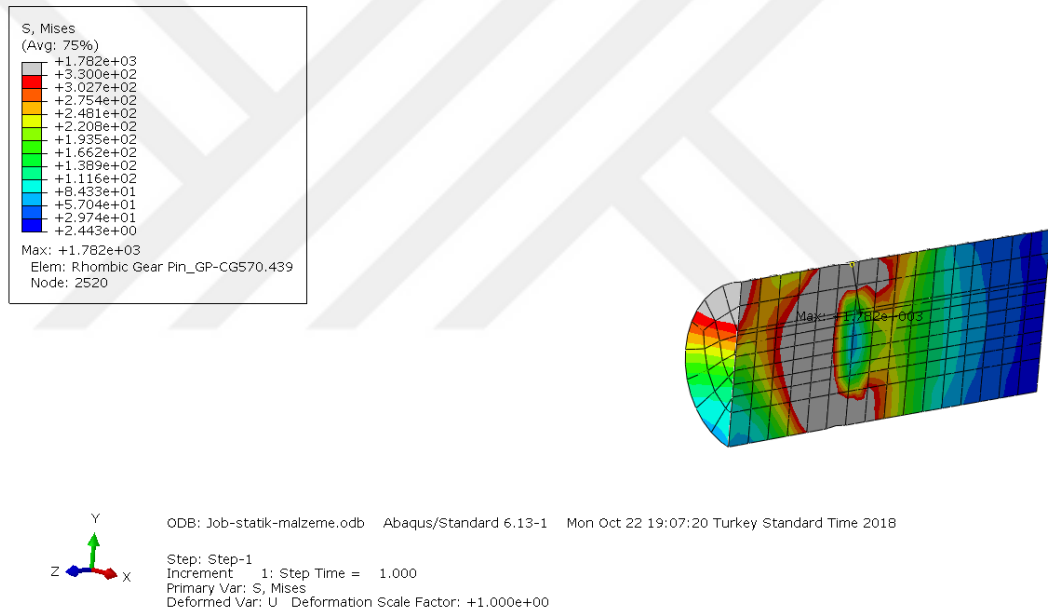 S, Mises
(Avg: 75%)
+1.782e+03
+3.300e+02
+3.027e+02
+2.754e+02
+2.481e+02
+2.208e+02
+1.935e+02
+1.662e+02
+1.389e+02
+1.116e+02
+8.433e+01
+5.704e+01
+2.974e+01
+2.443e+00
Max: +1.782e+03
Elem: Rhombic Gear Pin_GP-CG570.439
Node: 2520
Max: +1.782e+003
Y
Z
X
ODB: Job-statik-malzeme.odb Abaqus/Standard 6.13-1 Mon Oct 22 19:07:20 Turkey Standard Time 2018
Step: Step-1
Increment 1: Step Time = 1.000
Primary Var: S, Mises
Deformed Var: U Deformation Scale Factor: +1.000e+00